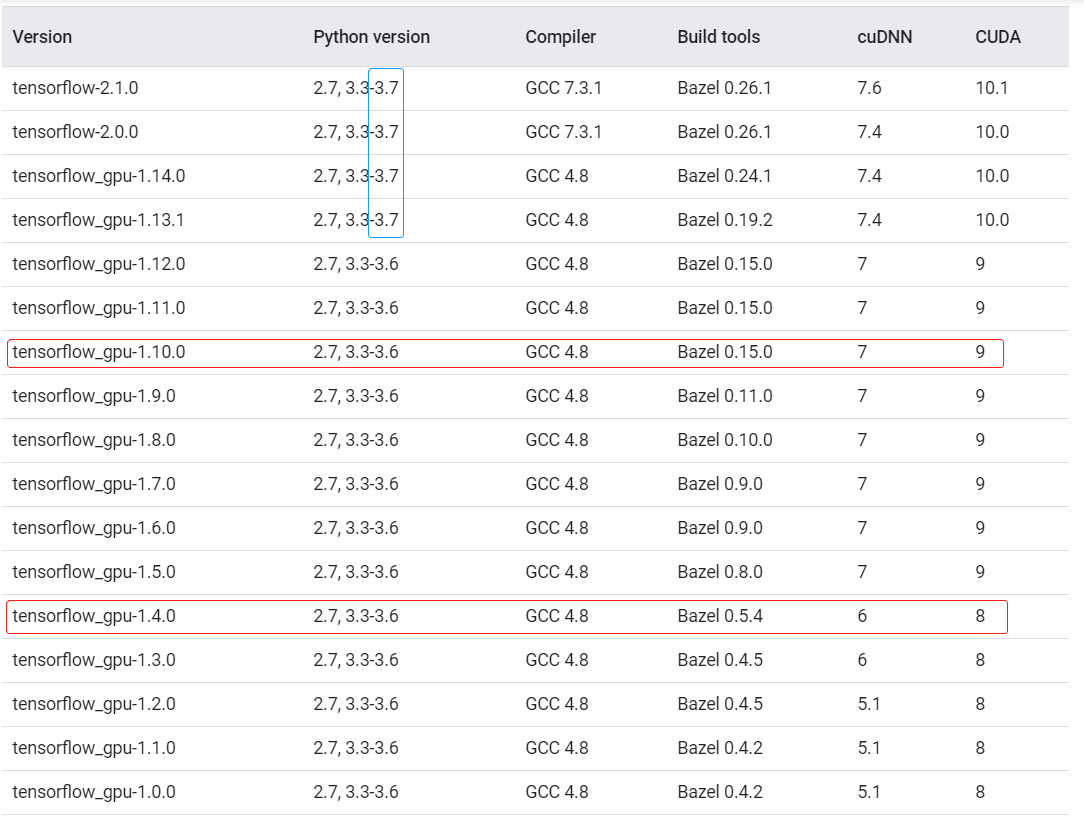 Version Python version Compiler Build tools cuDNN CUDA
tensorflow-2.1.0 2.7, 3.3-3.7 GCC 7.3.1 Bazel 0.26.1 7.6 10.1
tensorflow-2.0.0 2.7, 3.3-3.7 GCC 7.3.1 Bazel 0.26.1 7.4 10.0
tensorflow_gpu-1.14.0 2.7, 3.3-3.7 GCC 4.8 Bazel 0.24.1 7.4 10.0
tensorflow_gpu-1.13.1 2.7, 3.3-3.7 GCC 4.8 Bazel 0.19.2 7.4 10.0
tensorflow_gpu-1.12.0 2.7, 3.3-3.6 GCC 4.8 Bazel 0.15.0 7 9
tensorflow_gpu-1.11.0 2.7, 3.3-3.6 GCC 4.8 Bazel 0.15.0 7 9
tensorflow_gpu-1.10.0 2.7, 3.3-3.6 GCC 4.8 Bazel 0.15.0 7 9
tensorflow_gpu-1.9.0 2.7, 3.3-3.6 GCC 4.8 Bazel 0.11.0 7 9
tensorflow_gpu-1.8.0 2.7, 3.3-3.6 GCC 4.8 Bazel 0.10.0 7 9
tensorflow_gpu-1.7.0 2.7, 3.3-3.6 GCC 4.8 Bazel 0.9.0 7 9
tensorflow_gpu-1.6.0 2.7, 3.3-3.6 GCC 4.8 Bazel 0.9.0 7 9
tensorflow_gpu-1.5.0 2.7, 3.3-3.6 GCC 4.8 Bazel 0.8.0 7 9
tensorflow_gpu-1.4.0 2.7, 3.3-3.6 GCC 4.8 Bazel 0.5.4 6 8
tensorflow_gpu-1.3.0 2.7, 3.3-3.6 GCC 4.8 Bazel 0.4.5 6 8
tensorflow_gpu-1.2.0 2.7, 3.3-3.6 GCC 4.8 Bazel 0.4.5 5.1 8
tensorflow_gpu-1.1.0 2.7, 3.3-3.6 GCC 4.8 Bazel 0.4.2 5.1 8
tensorflow_gpu-1.0.0 2.7, 3.3-3.6 GCC 4.8 Bazel 0.4.2 5.1 8